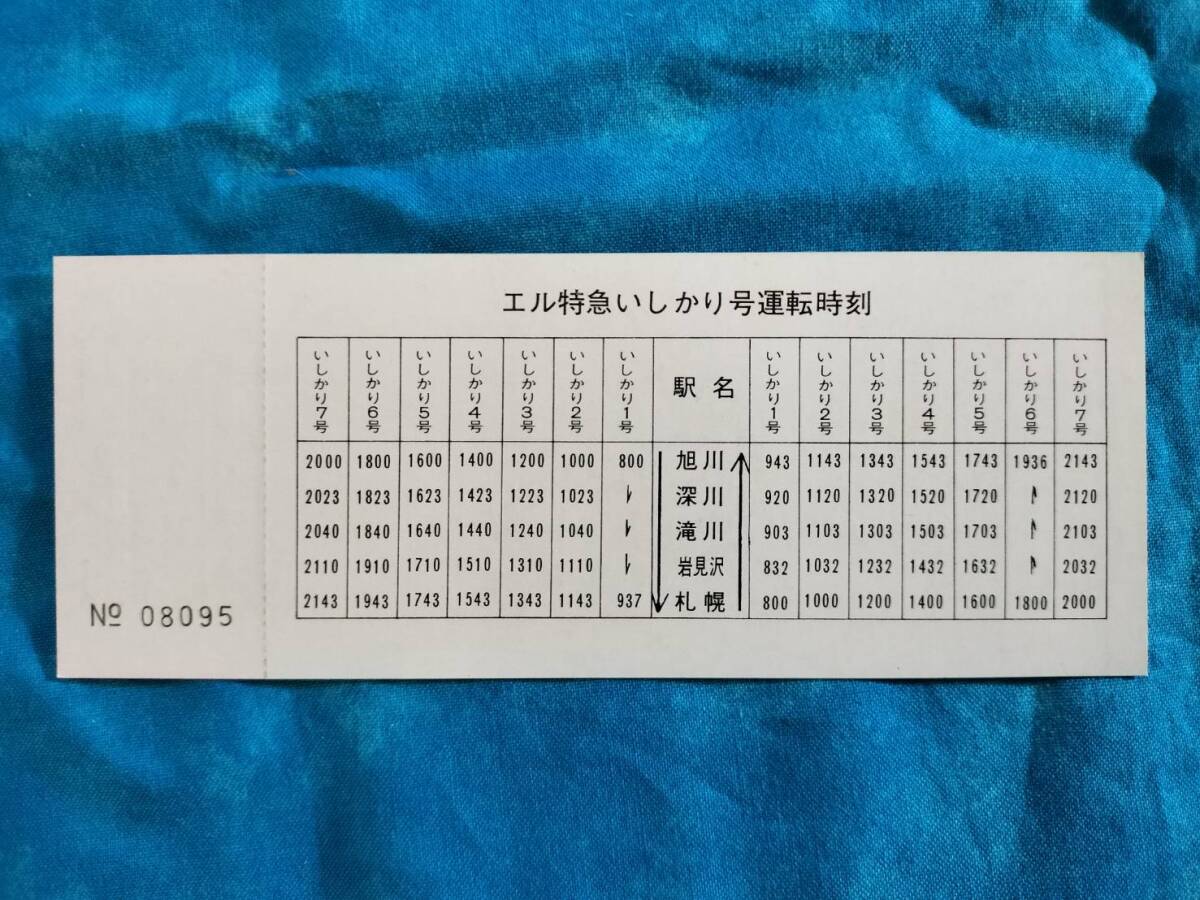 エル特急いしかり号運転時刻
いしかり7号 いしかり6号 いしかり5号 いしかり4号 いしかり3号 いしかり2号 いしかり1号 駅名 いしかり1号 いしかり2号 いしかり3号 いしかり4号 いしかり5号 いしかり6号 いしかり7号
2000 1800 1600 1400 1200 1000 800 旭川 943 1143 1343 1543 1743 1936 2143
2023 1823 1623 1423 1223 1023 深川 920 1120 1320 1520 1720 2120
2040 1840 1640 1440 1240 1040 滝川 903 1103 1303 1503 1703 2103
2110 1910 1710 1510 1310 1110 岩見沢 832 1032 1232 1432 1632 2032
2143 1943 1743 1543 1343 1143 937 札幌 800 1000 1200 1400 1600 1800 2000
№ 08095